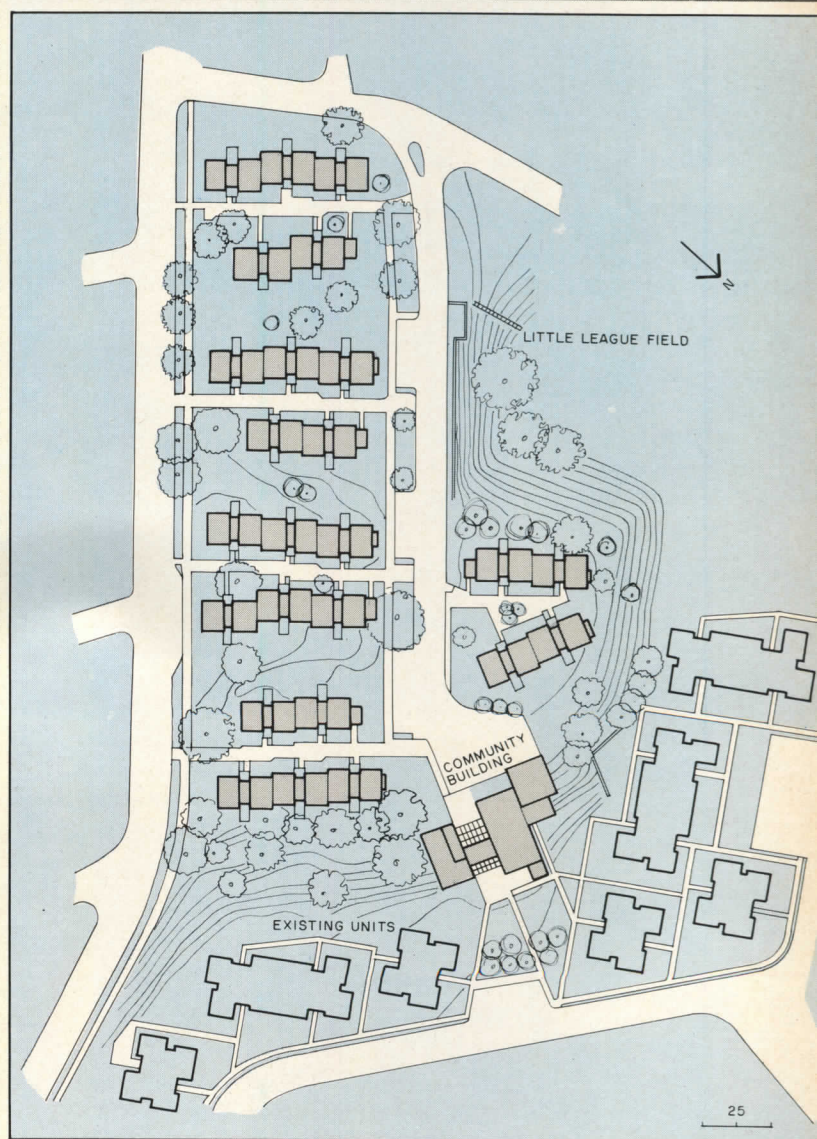 N
LITTLE LEAGUE FIELD
COMMUNITY
BUILDING
EXISTING UNITS
25